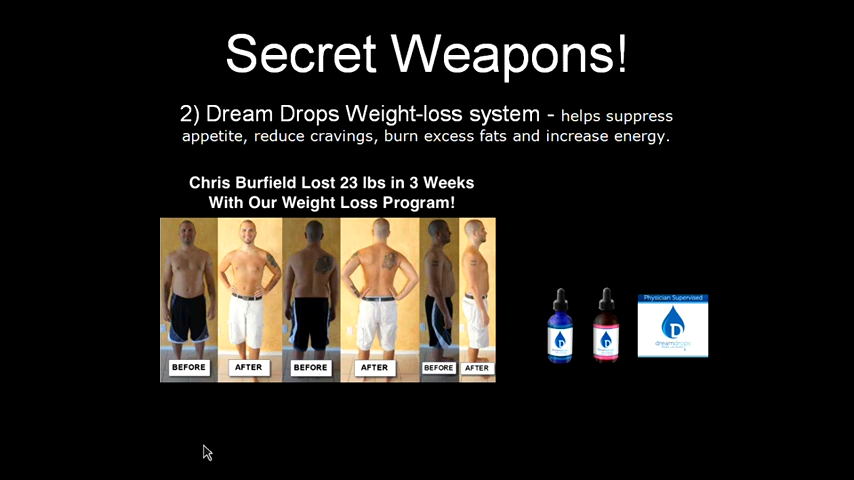 Secret Weapons!
2) Dream Drops Weight-loss system - helps suppress
appetite, reduce cravings, burn excess fats and increase energy.
Chris Burfield Lost 23 lbs in 3 Weeks
With Our Weight Loss Program!
BEFORE
AFTER
BEFORE
AFTER
BEFORE
AFTER
Physician Supervised
D
D
D
dreamdrops